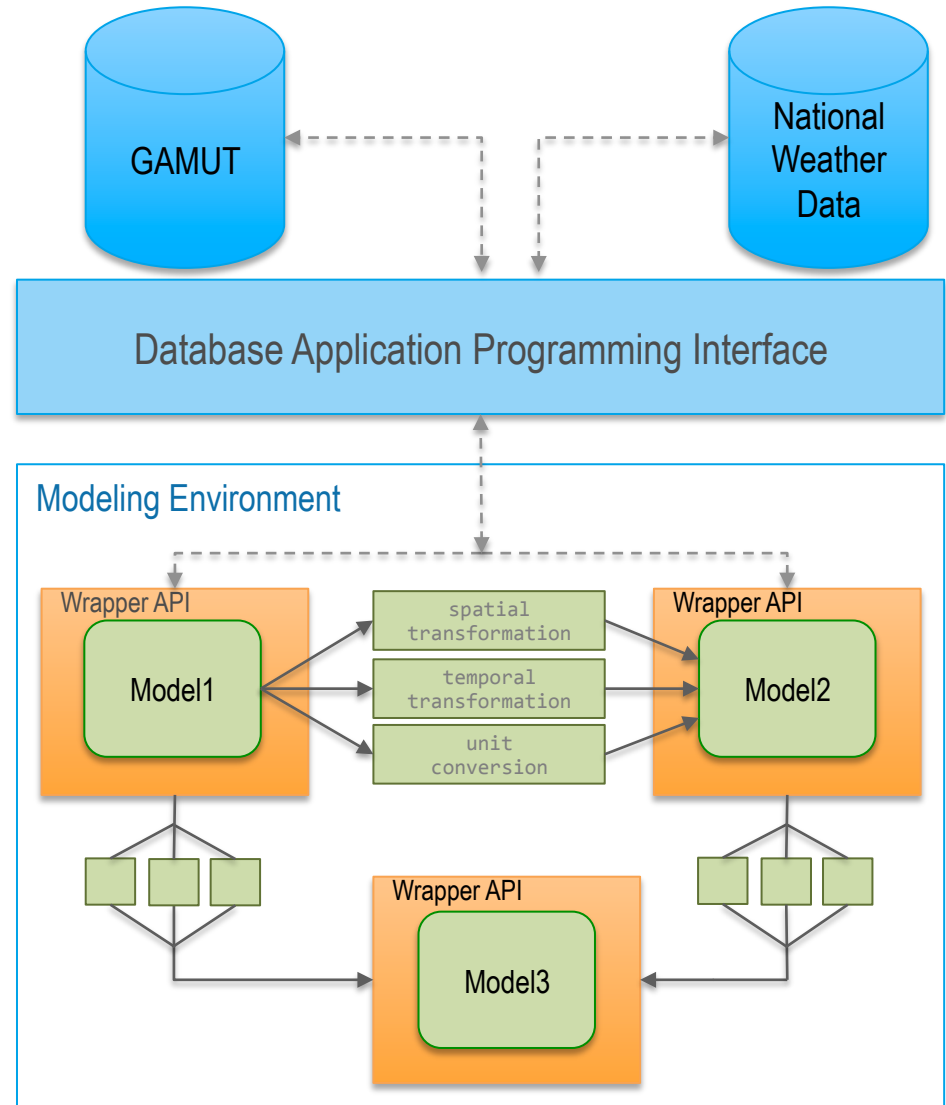 GAMUT
National
Weather
Data
Database Application Programming Interface
Modeling Environment
Wrapper API
Model1
spatial
transformation
temporal
transformation
unit
conversion
Wrapper API
Model2
Wrapper API
Model3